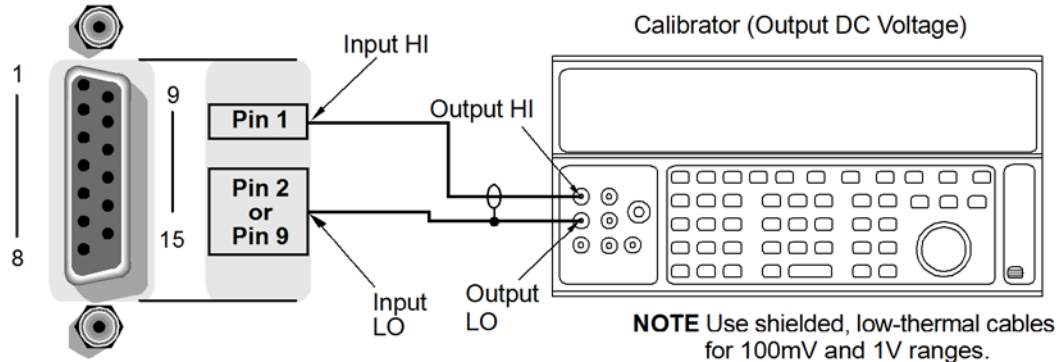 Calibrator (Output DC Voltage)
Input HI
1
9
Output HI
Pin 1
Pin 2
or
Pin 9
15
8
Input
LO
Output
LO
NOTE Use shielded, low-thermal cables
for 100mV and 1V ranges.